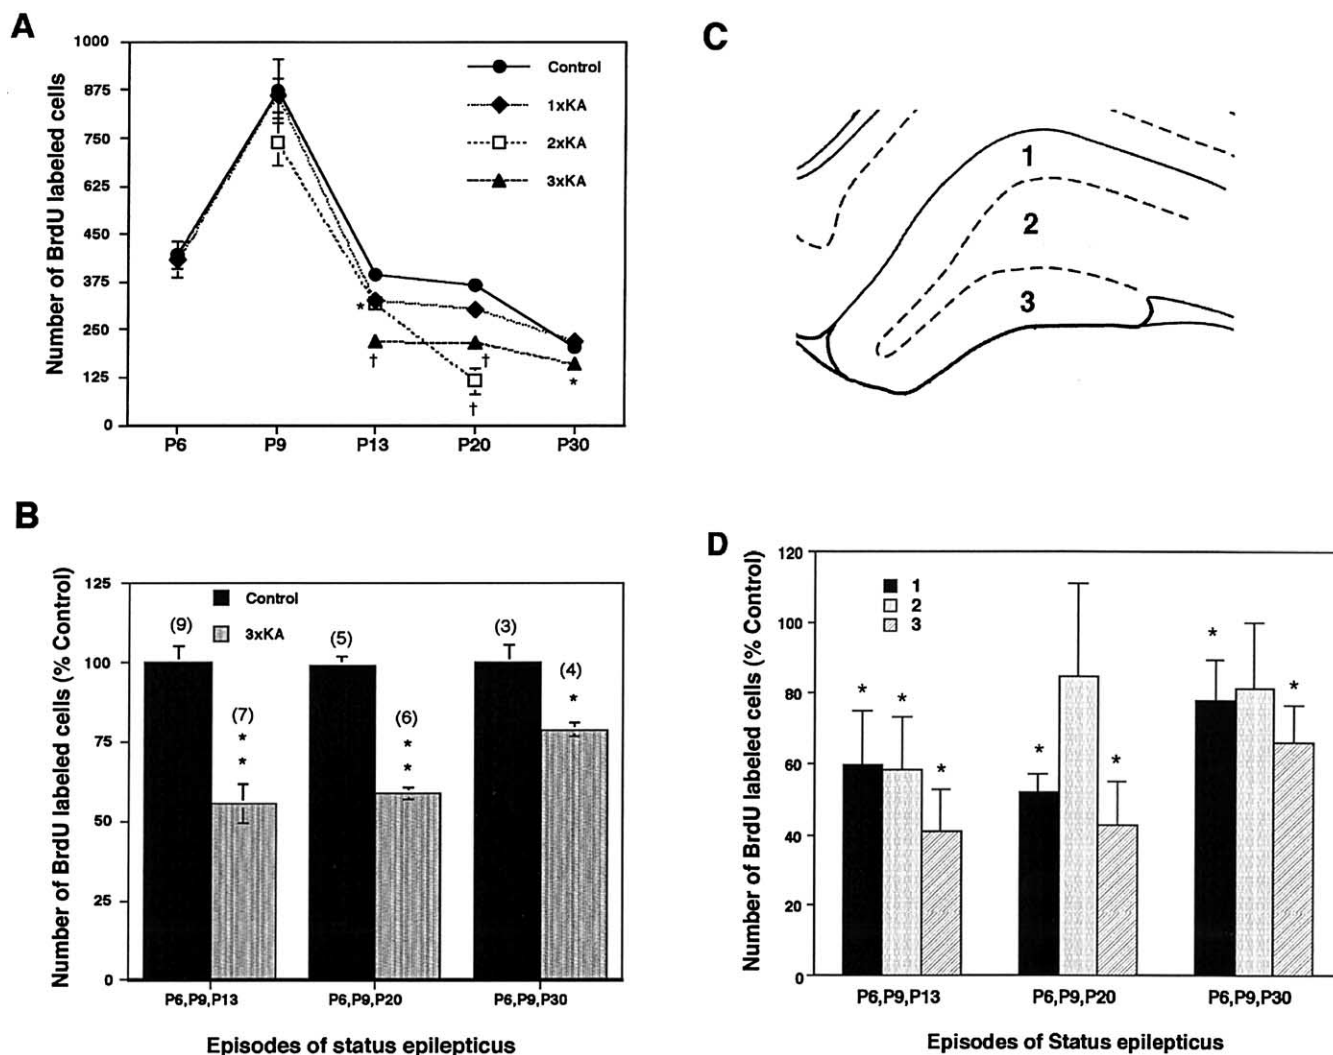 A
Number of BrdU labeled cells
1000
875
750
625
450
375
250
125
0
Control
1xKA
2xKA
3xKA
*
†
†
†
*
P6
P9
P13
P20
P30
B
Number of BrdU labeled cells (% Control)
125
100
75
50
25
0
Control
3xKA
(9)
(7)
*
*
(5)
(6)
*
*
(3)
(4)
*
P6,P9,P13
P6,P9,P20
P6,P9,P30
Episodes of status epilepticus
C
1
2
3
D
Number of BrdU labeled cells (% Control)
120
100
80
60
40
20
0
1
2
3
*
*
*
*
*
*
*
P6,P9,P13
P6,P9,P20
P6,P9,P30
Episodes of Status epilepticus